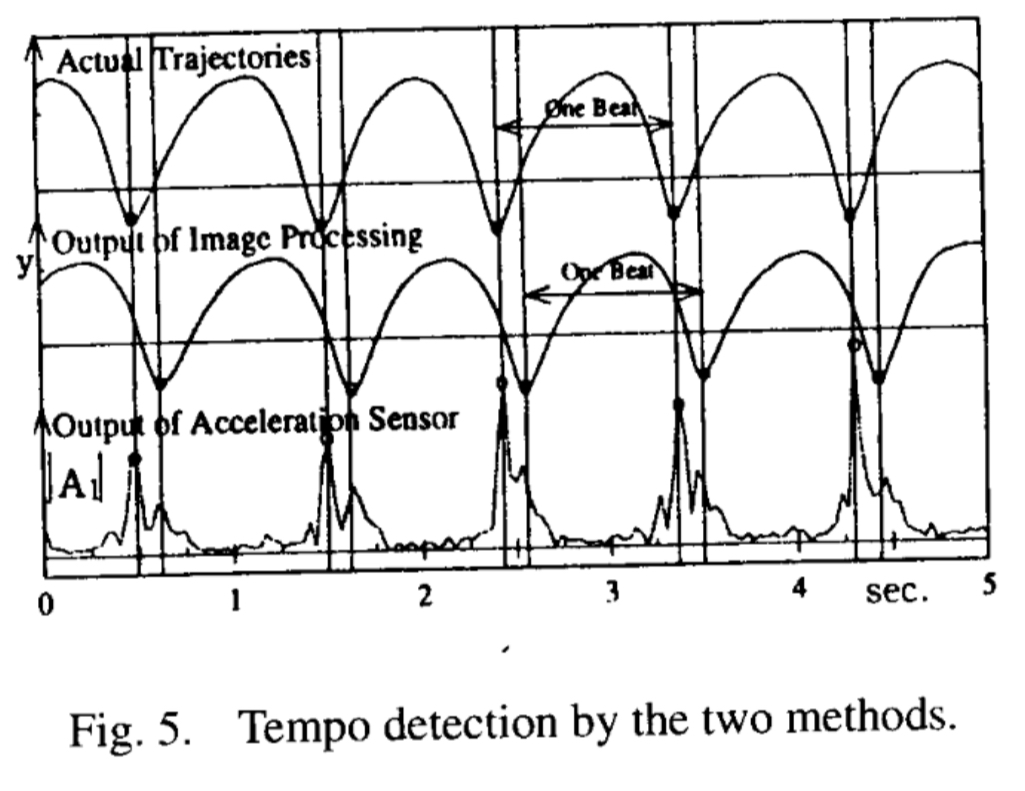 Actual Trajectories
One Beat
Output of Image Processing
y
One Beat
Output of Acceleration Sensor
|A|
0 1 2 3 4 sec. 5
Fig. 5. Tempo detection by the two methods.